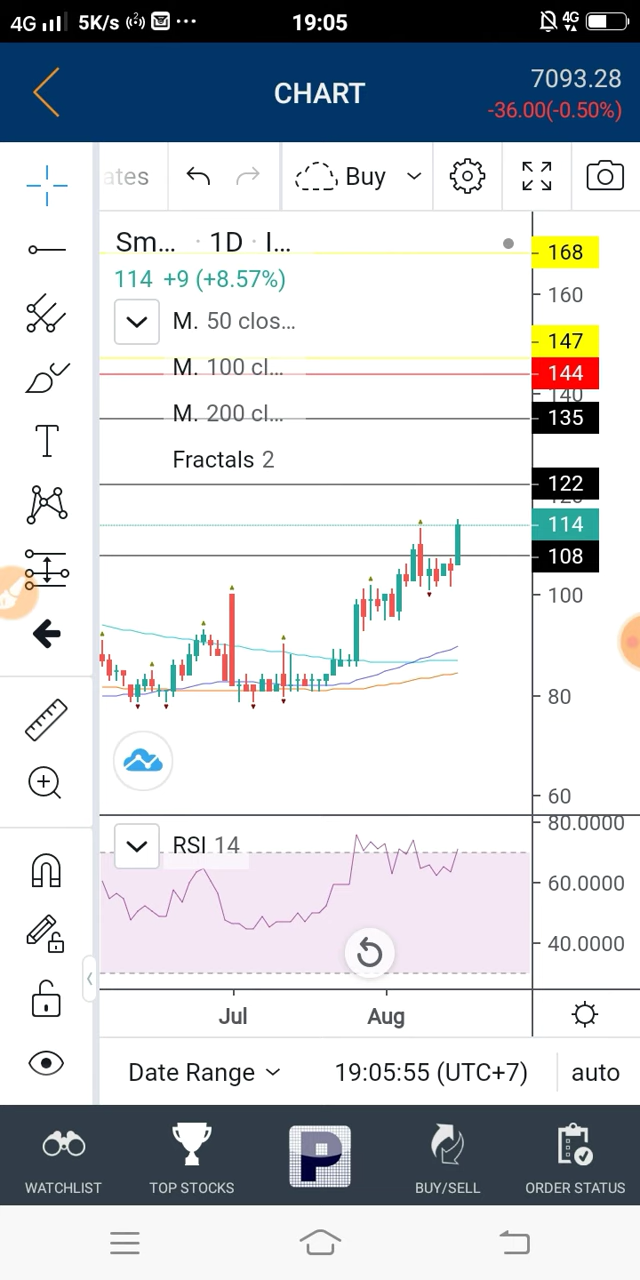 4G 5K/s ... 19:05 4G
CHART
7093.28
-36.00(-0.50%)
ates Buy
Sm... · 1D · I...
114 +9 (+8.57%)
M. 50 clos...
M. 100 cl...
M. 200 cl...
Fractals 2
168
160
147
144
140
135
122
120
114
108
100
80
60
RSI 14
80.0000
60.0000
40.0000
Jul Aug
Date Range 19:05:55 (UTC+7) auto
WATCHLIST TOP STOCKS P BUY/SELL ORDER STATUS